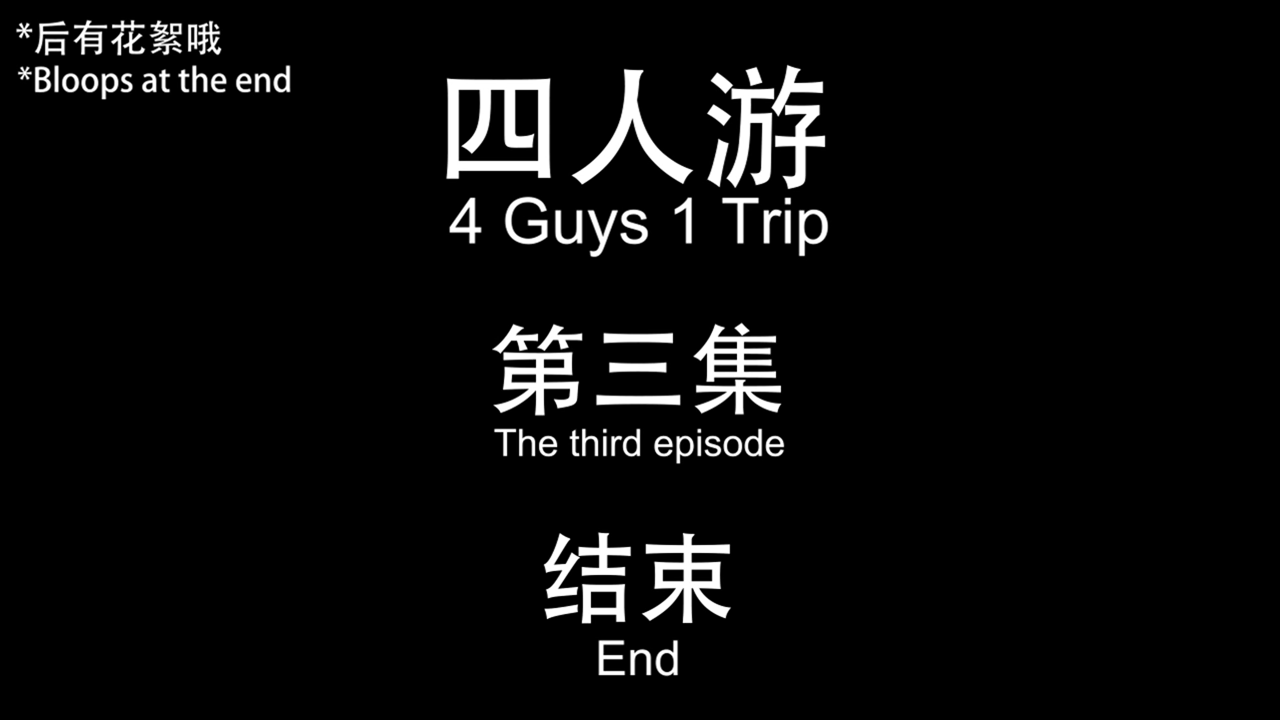 *后有花絮哦
*Bloops at the end
四人游
4 Guys 1 Trip
第三集
The third episode
结束
End